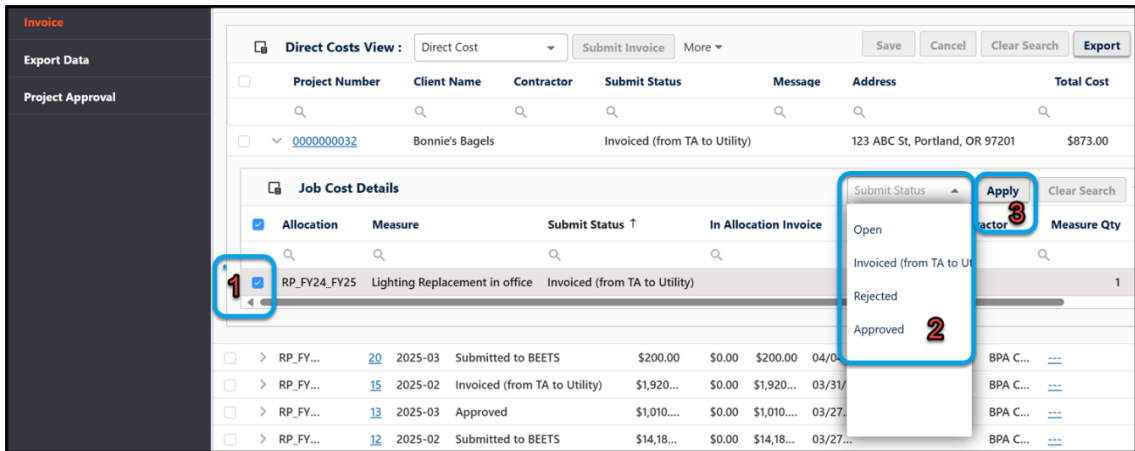 Invoice
Export Data
Project Approval
Direct Costs View : Direct Cost Submit Invoice More Save Cancel Clear Search Export
Project Number Client Name Contractor Submit Status Message Address Total Cost
0000000032 Bonnie's Bagels Invoiced (from TA to Utility) 123 ABC St, Portland, OR 97201 $873.00
Job Cost Details Submit Status Apply Clear Search
3
Allocation Measure Submit Status ↑ In Allocation Invoice actor Measure Qty
Open
Invoiced (from TA to Ut
1 RP_FY24_FY25 Lighting Replacement in office Invoiced (from TA to Utility) 1
Rejected
Approved 2
RP_FY... 20 2025-03 Submitted to BEETS $200.00 $0.00 $200.00 04/04 BPA C... ---
RP_FY... 15 2025-02 Invoiced (from TA to Utility) $1,920... $0.00 $1,920... 03/31/ BPA C... ---
RP_FY... 13 2025-03 Approved $1,010.... $0.00 $1,010.... 03/27. BPA C... ---
RP_FY... 12 2025-02 Submitted to BEETS $14,18... $0.00 $14,18... 03/27... BPA C... ---